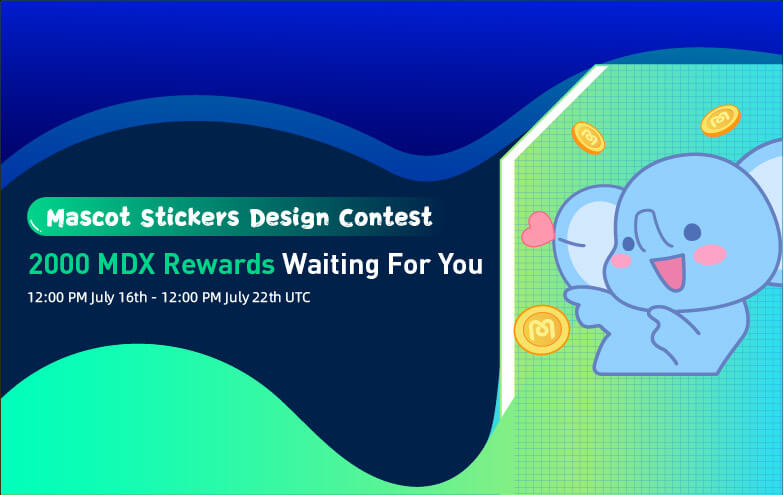 Mascot Stickers Design Contest
2000 MDX Rewards Waiting For You
12:00 PM July 16th - 12:00 PM July 22th UTC